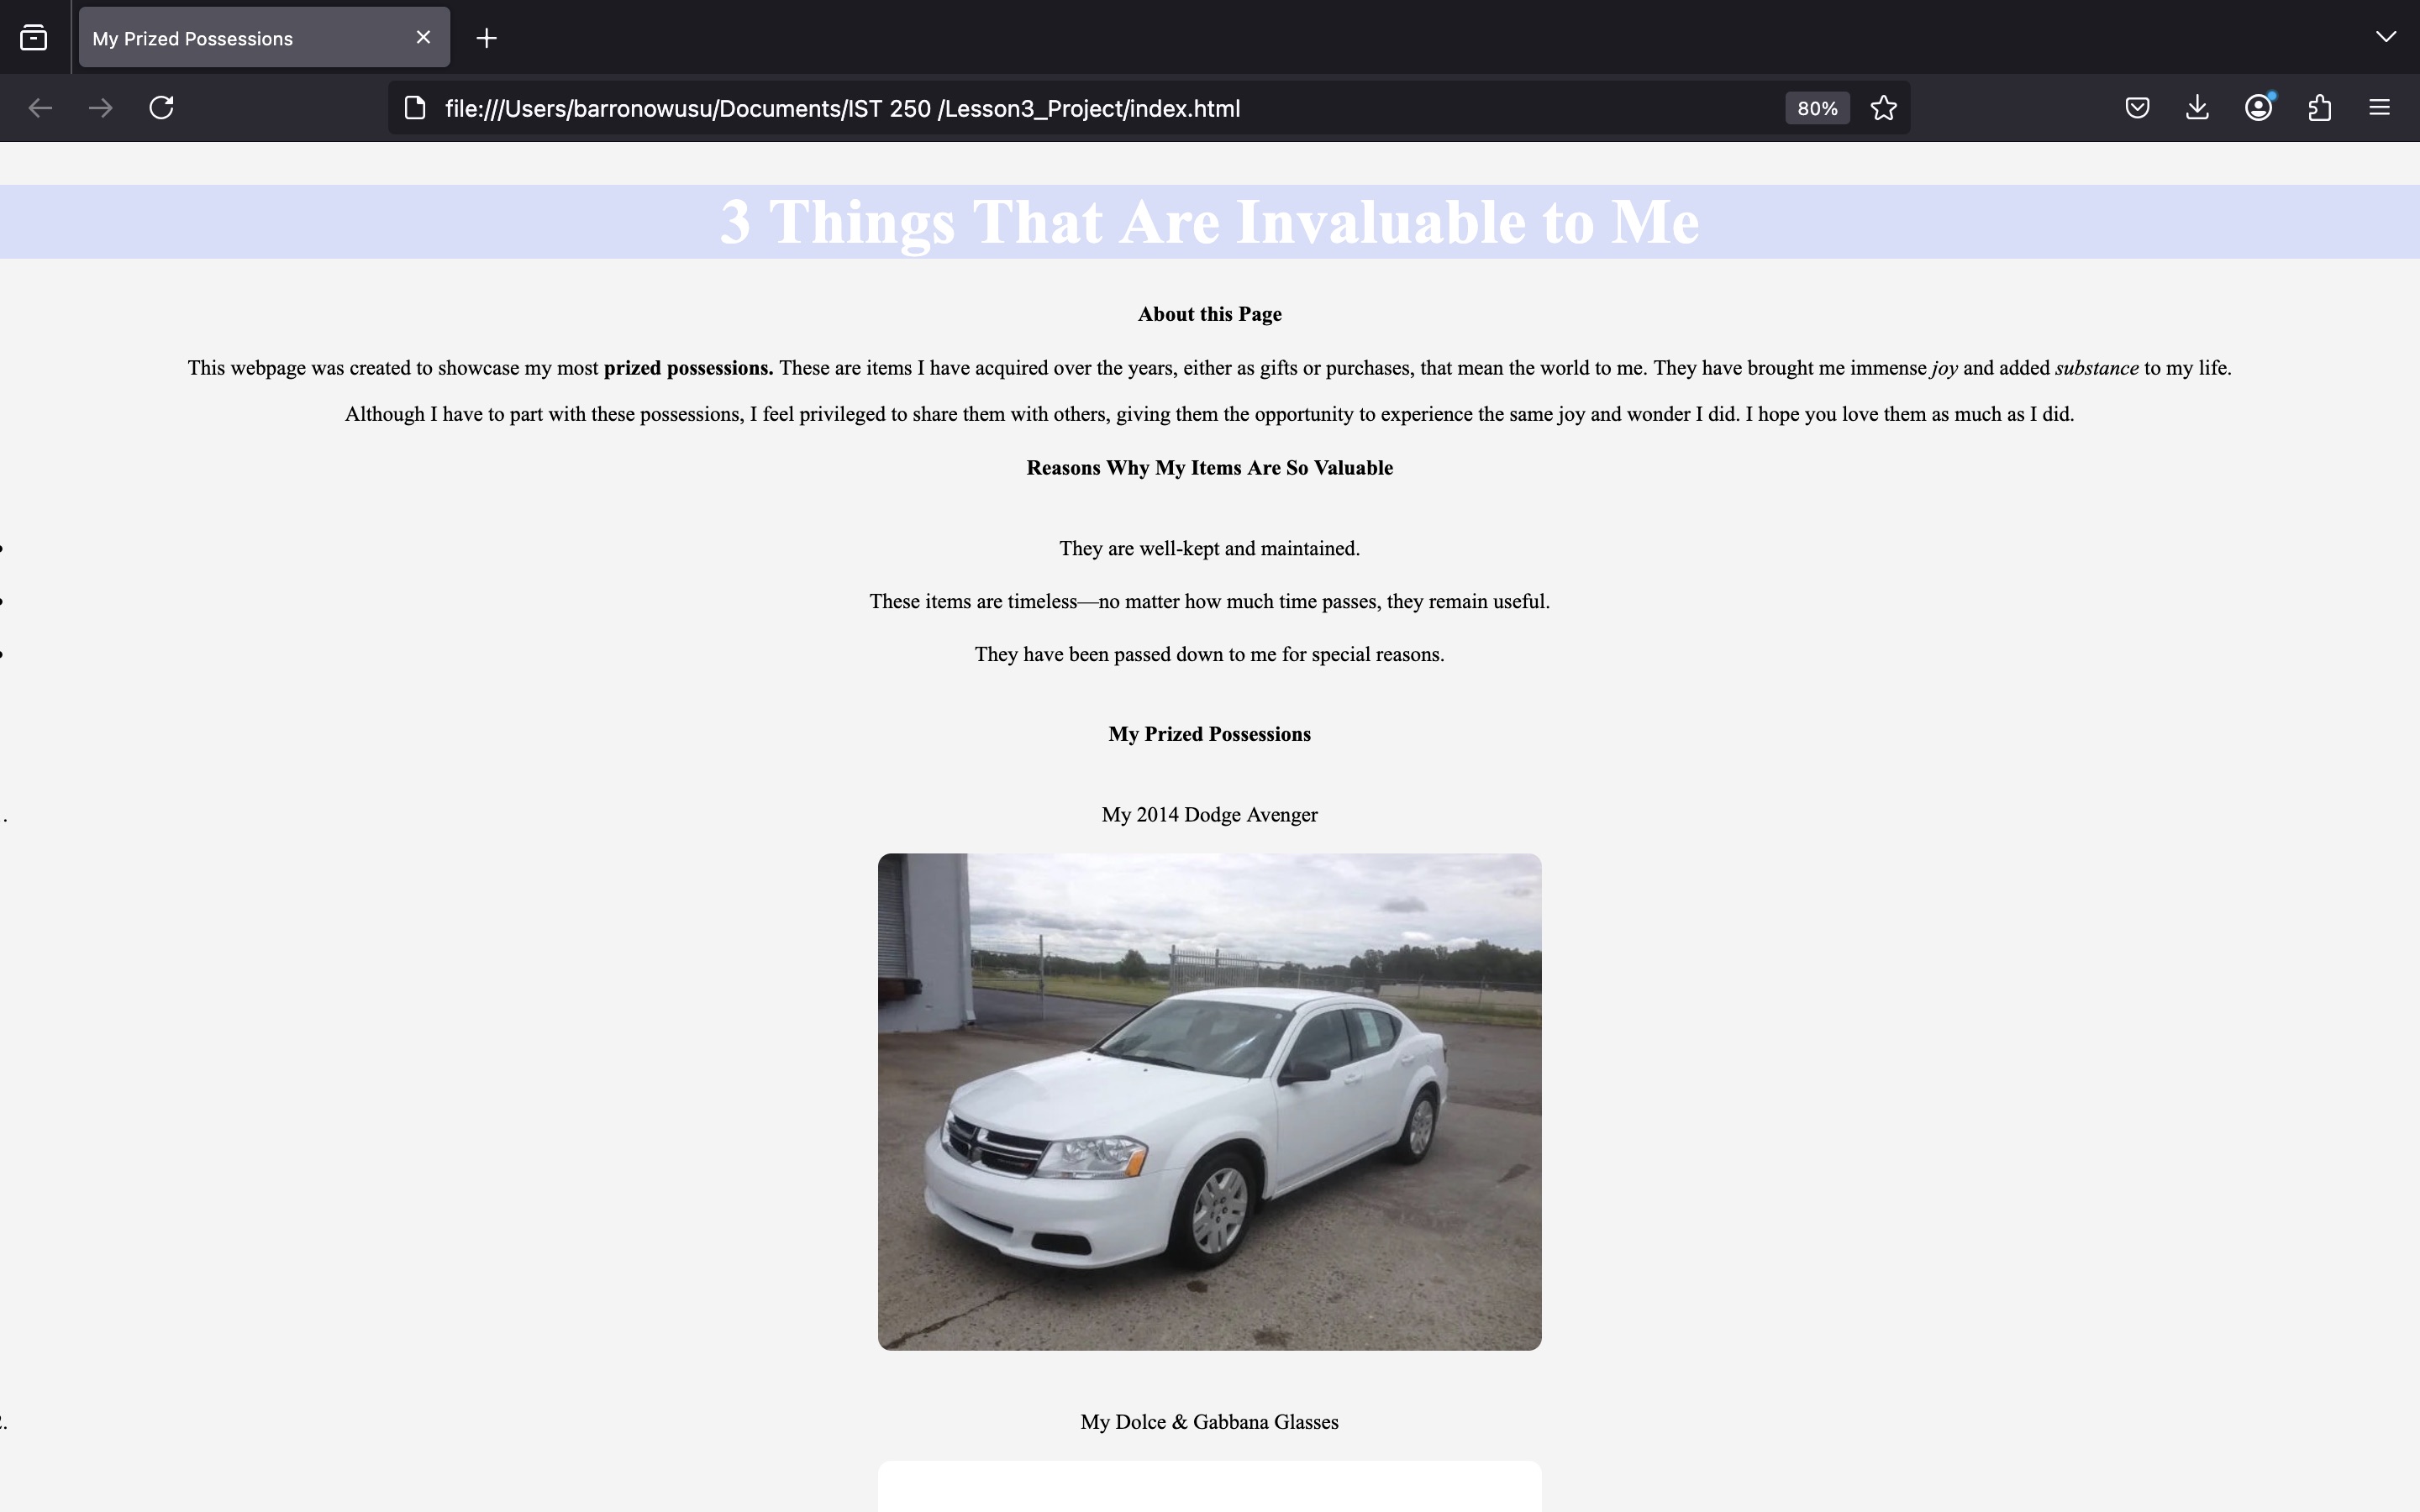 My Prized Possessions
file:///Users/barronowusu/Documents/IST 250 /Lesson3_Project/index.html
80%
3 Things That Are Invaluable to Me
About this Page
This webpage was created to showcase my most prized possessions. These are items I have acquired over the years, either as gifts or purchases, that mean the world to me. They have brought me immense joy and added substance to my life.
Although I have to part with these possessions, I feel privileged to share them with others, giving them the opportunity to experience the same joy and wonder I did. I hope you love them as much as I did.
Reasons Why My Items Are So Valuable
They are well-kept and maintained.
These items are timeless—no matter how much time passes, they remain useful.
They have been passed down to me for special reasons.
My Prized Possessions
My 2014 Dodge Avenger
My Dolce & Gabbana Glasses